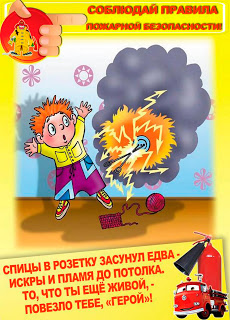 СОБЛЮДАЙ ПРАВИЛА
ПОЖАРНОЙ БЕЗОПАСНОСТИ!
СПИЦЫ В РОЗЕТКУ ЗАСУНУЛ ЕДВА -
ИСКРЫ И ПЛАМЯ ДО ПОТОЛКА.
ТО, ЧТО ТЫ ЕЩЁ ЖИВОЙ, -
ПОВЕЗЛО ТЕБЕ, «ГЕРОЙ»!